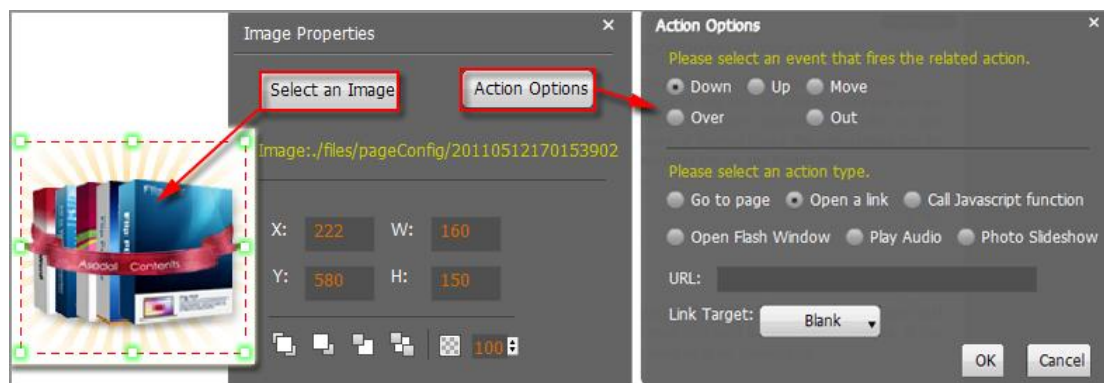 Image Properties
×
Select an Image
Action Options
Image:./files/pageConfig/20110512170153902
X: 222 W: 160
Y: 580 H: 150
100
Asadal Contents
Action Options
×
Please select an event that fires the related action.
Down Up Move
Over Out
Please select an action type.
Go to page Open a link Call Javascript function
Open Flash Window Play Audio Photo Slideshow
URL:
Link Target: Blank
OK Cancel